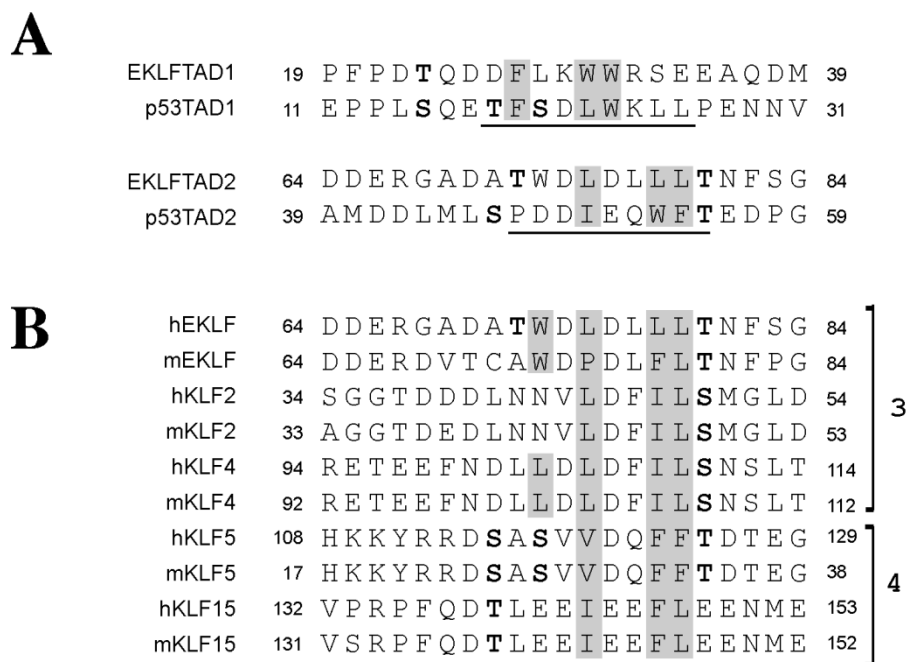 A
EKLFTAD1 19 P F P D T Q D D F L K W W R S E E A Q D M 39
p53TAD1 11 E P P L S Q E T F S D L W K L L P E N N V 31
EKLFTAD2 64 D D E R G A D A T W D L D L L L T N F S G 84
p53TAD2 39 A M D D L M L S P D D I E Q W F T E D P G 59
B
hEKLF 64 D D E R G A D A T W D L D L L L T N F S G 84
mEKLF 64 D D E R D V T C A W D P D L F L T N F P G 84
hKLF2 34 S G G T D D D L N N V L D F I L S M G L D 54
mKLF2 33 A G G T D E D L N N V L D F I L S M G L D 53
hKLF4 94 R E T E E F N D L L D L D F I L S N S L T 114
mKLF4 92 R E T E E F N D L L D L D F I L S N S L T 112
3
hKLF5 108 H K K Y R R D S A S V V D Q F F T D T E G 129
mKLF5 17 H K K Y R R D S A S V V D Q F F T D T E G 38
hKLF15 132 V P R P F Q D T L E E I E E F L E E N M E 153
mKLF15 131 V S R P F Q D T L E E I E E F L E E N M E 152
4